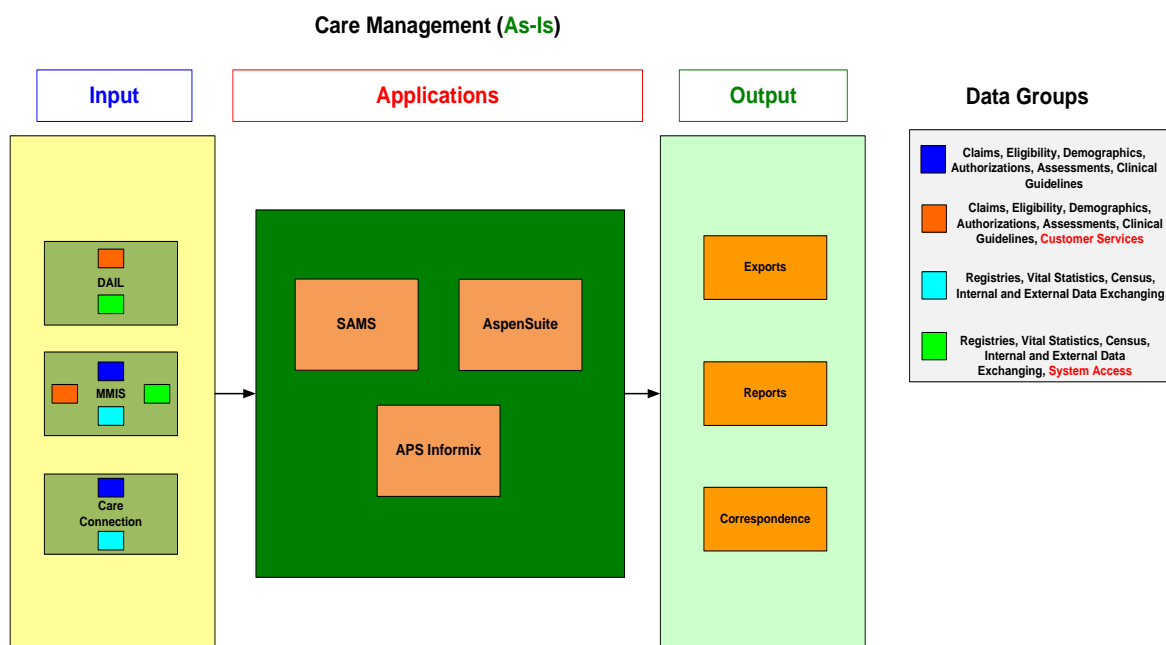 Care Management (As-Is)
Input
Applications
Output
Data Groups
DAIL
MMIS
Care
Connection
SAMS
AspenSuite
APS Informix
Exports
Reports
Correspondence
Claims, Eligibility, Demographics,
Authorizations, Assessments, Clinical
Guidelines
Claims, Eligibility, Demographics,
Authorizations, Assessments, Clinical
Guidelines, Customer Services
Registries, Vital Statistics, Census,
Internal and External Data Exchanging
Registries, Vital Statistics, Census,
Internal and External Data
Exchanging, System Access